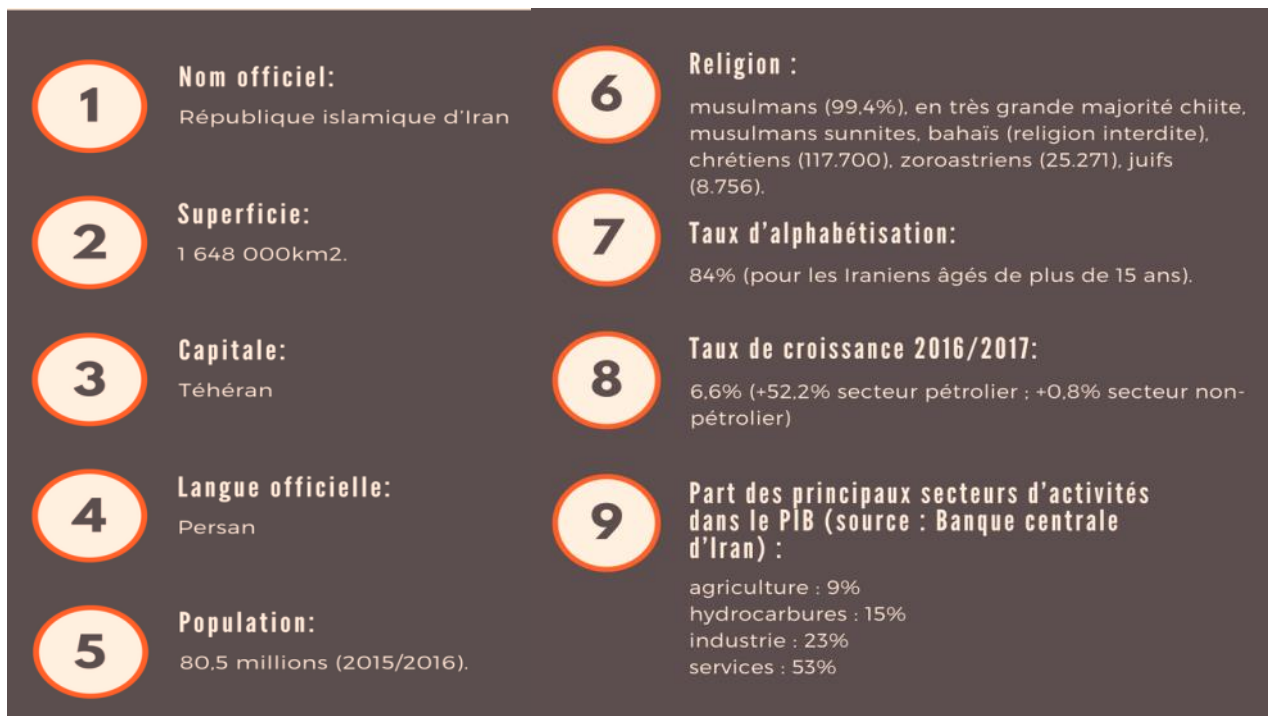 1
Nom officiel:
République islamique d'Iran
2
Superficie:
1 648 000km2.
3
Capitale:
Téhéran
4
Langue officielle:
Persan
5
Population:
80,5 millions (2015/2016).
6
Religion :
musulmans (99,4%), en très grande majorité chiite,
musulmans sunnites, bahaïs (religion interdite),
chrétiens (117.700), zoroastriens (25.271), juifs
(8.756).
7
Taux d'alphabétisation:
84% (pour les Iraniens âgés de plus de 15 ans).
8
Taux de croissance 2016/2017:
6,6% (+52,2% secteur pétrolier ; +0,8% secteur non-
pétrolier)
9
Part des principaux secteurs d'activités
dans le PIB (source : Banque centrale
d'Iran) :
agriculture : 9%
hydrocarbures : 15%
industrie : 23%
services : 53%